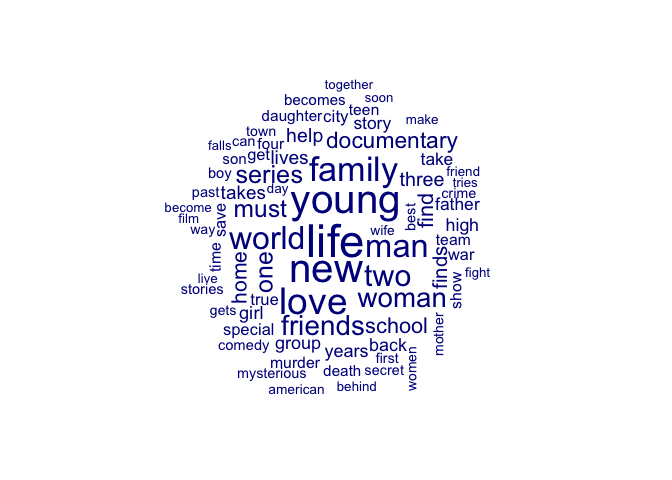 together
becomes soon
daughter city teen
town story make
falls can four help documentary
son get lives family take
boy series three friend
tries
past takes day young crime
become save must best find father
film
way world life wife man high
team
time home one new two finds war
live fight
stories true love woman show
gets girl
special friends school mother
comedy group years back
murder first women
mysterious death secret
american behind